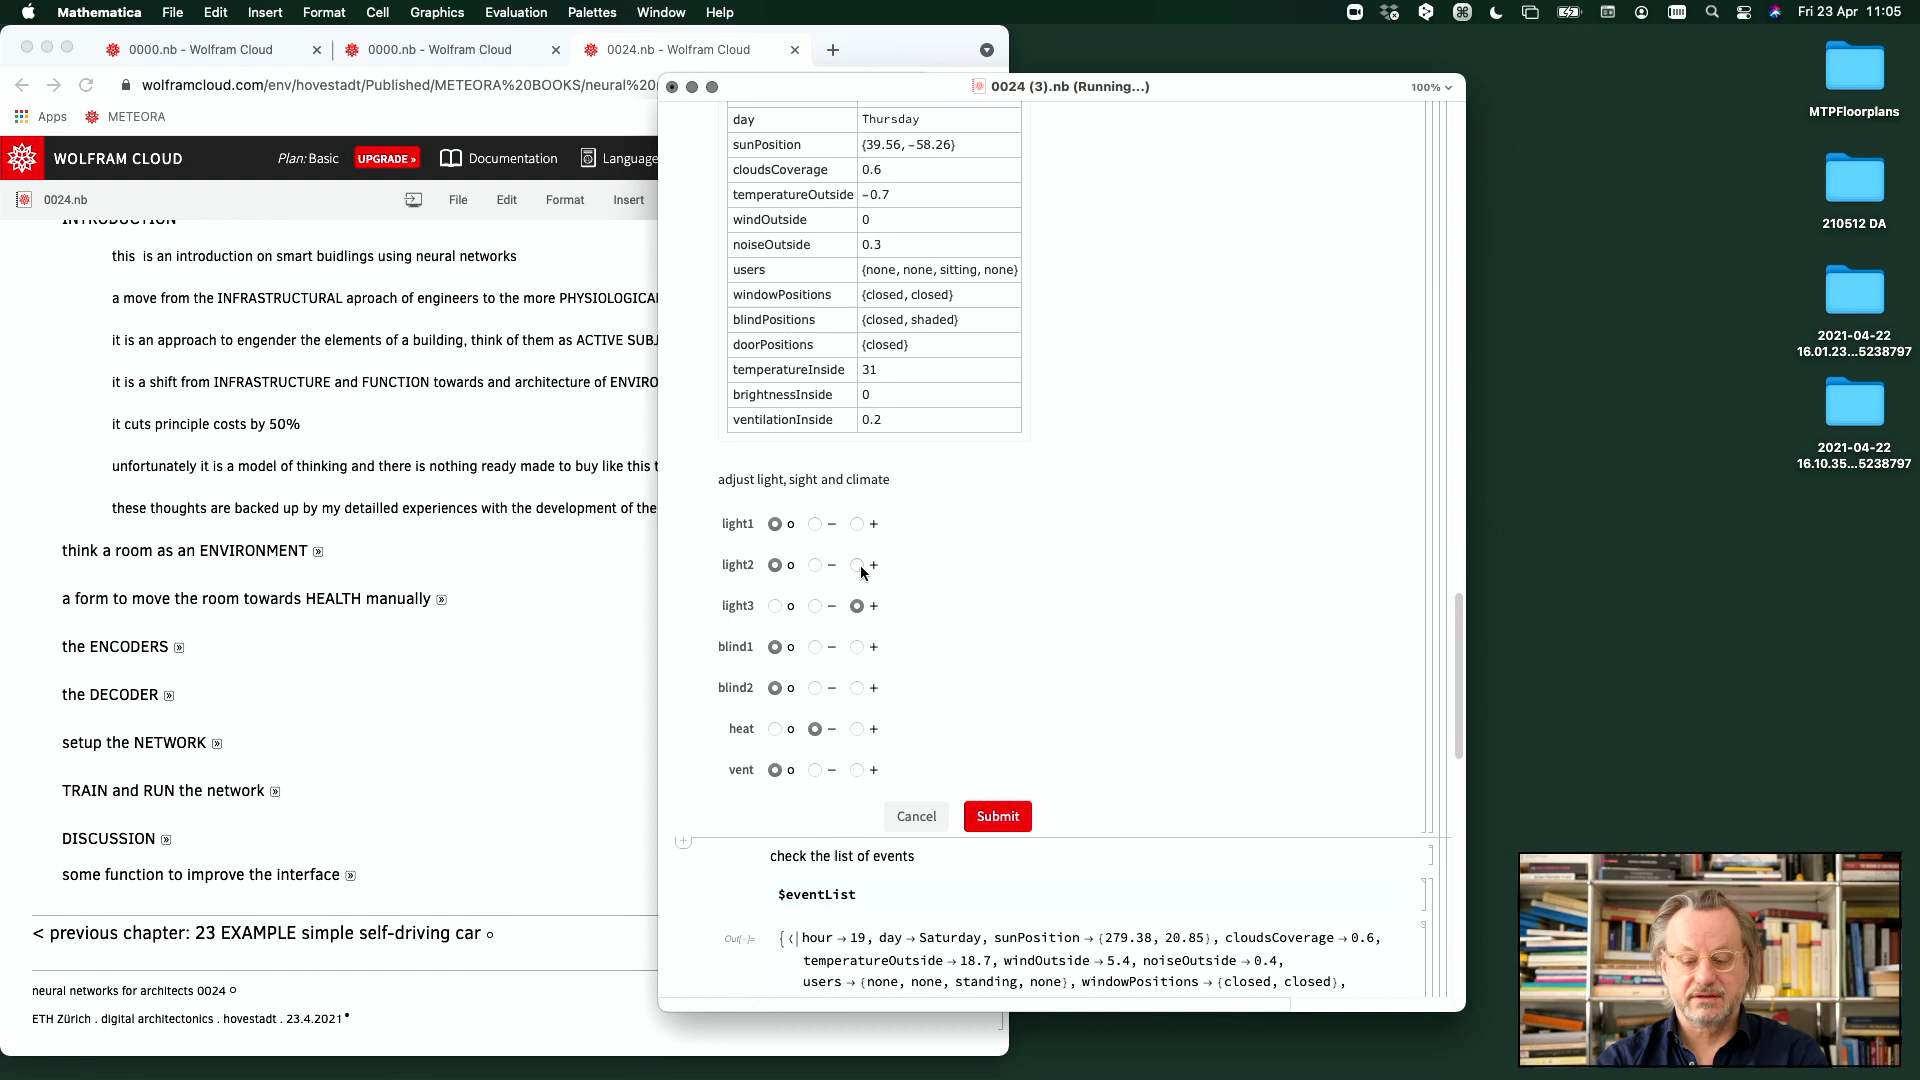 Mathematica File Edit Insert Format Cell Graphics Evaluation Palettes Window Help
Fri 23 Apr 11:05
0000.nb - Wolfram Cloud
0000.nb - Wolfram Cloud
0024.nb - Wolfram Cloud
wolframcloud.com/env/hovestadt/Published/METEORA%20BOOKS/neural%20
Apps METEORA
WOLFRAM CLOUD
Plan: Basic UPGRADE » Documentation Language
0024.nb
File Edit Format Insert
INTRODUCTION
this is an introduction on smart buidlings using neural networks
a move from the INFRASTRUCTURAL aproach of engineers to the more PHYSIOLOGICA
it is an approach to engender the elements of a building, think of them as ACTIVE SUBJ
it is a shift from INFRASTRUCTURE and FUNCTION towards and architecture of ENVIRO
it cuts principle costs by 50%
unfortunately it is a model of thinking and there is nothing ready made to buy like this t
these thoughts are backed up by my detailled experiences with the development of the
think a room as an ENVIRONMENT »
a form to move the room towards HEALTH manually »
the ENCODERS »
the DECODER »
setup the NETWORK »
TRAIN and RUN the network »
DISCUSSION »
some function to improve the interface »
< previous chapter: 23 EXAMPLE simple self-driving car o
neural networks for architects 0024 o
ETH Zürich . digital architectonics . hovestadt . 23.4.2021
0024 (3).nb (Running...)
100%
day Thursday
sunPosition {39.56, -58.26}
cloudsCoverage 0.6
temperatureOutside -0.7
windOutside 0
noiseOutside 0.3
users {none, none, sitting, none}
windowPositions {closed, closed}
blindPositions {closed, shaded}
doorPositions {closed}
temperatureInside 31
brightnessInside 0
ventilationInside 0.2
adjust light, sight and climate
light1 o − +
light2 o − +
light3 o − +
blind1 o − +
blind2 o − +
heat o − +
vent o − +
Cancel Submit
check the list of events
$eventList
Out[·]= {<|hour → 19, day → Saturday, sunPosition → {279.38, 20.85}, cloudsCoverage → 0.6,
temperatureOutside → 18.7, windOutside → 5.4, noiseOutside → 0.4,
users → {none, none, standing, none}, windowPositions → {closed, closed},
MTPFloorplans
210512 DA
2021-04-22
16.01.23...5238797
2021-04-22
16.10.35...5238797